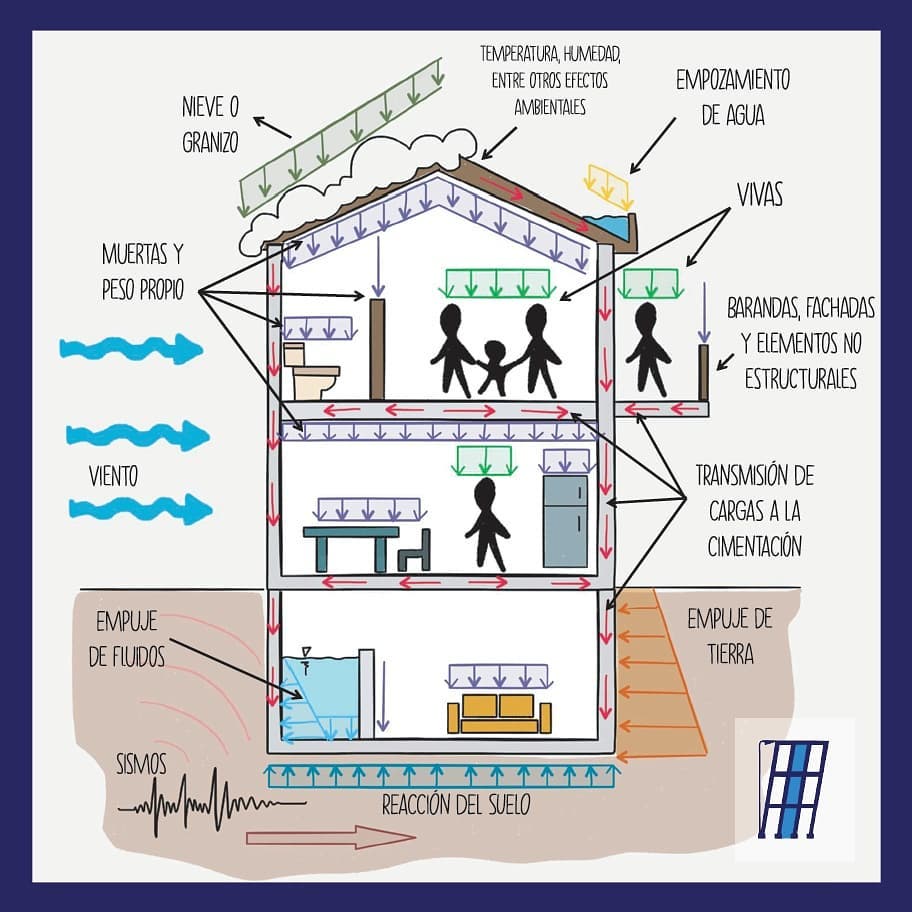 TEMPERATURA, HUMEDAD,
ENTRE OTROS EFECTOS
AMBIENTALES
NIEVE O
GRANIZO
EMPOZAMIENTO
DE AGUA
VIVAS
MUERTAS Y
PESO PROPIO
BARANDAS, FACHADAS
Y ELEMENTOS NO
ESTRUCTURALES
VIENTO
TRANSMISIÓN DE
CARGAS A LA
CIMENTACIÓN
EMPUJE
DE FLUIDOS
EMPUJE DE
TIERRA
SISMOS
REACCIÓN DEL SUELO